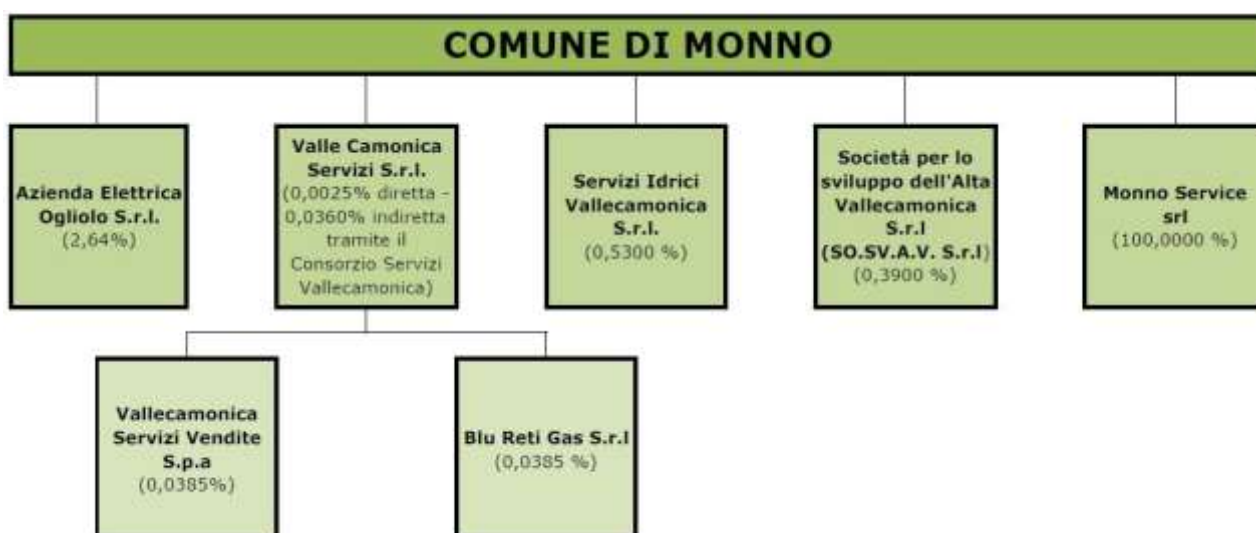 COMUNE DI MONNO
Azienda Elettrica
Ogliolo S.r.l.
(2,64%)
Valle Camonica
Servizi S.r.l.
(0,0025% diretta –
0,0360% indiretta
tramite il
Consorzio Servizi
Vallecamonica)
Servizi Idrici
Vallecamonica
S.r.l.
(0,5300 %)
Società per lo
sviluppo dell'Alta
Vallecamonica
S.r.l
(SO.SV.A.V. S.r.l)
(0,3900 %)
Monno Service
srl
(100,0000 %)
Vallecamonica
Servizi Vendite
S.p.a
(0,0385%)
Blu Reti Gas S.r.l
(0,0385 %)